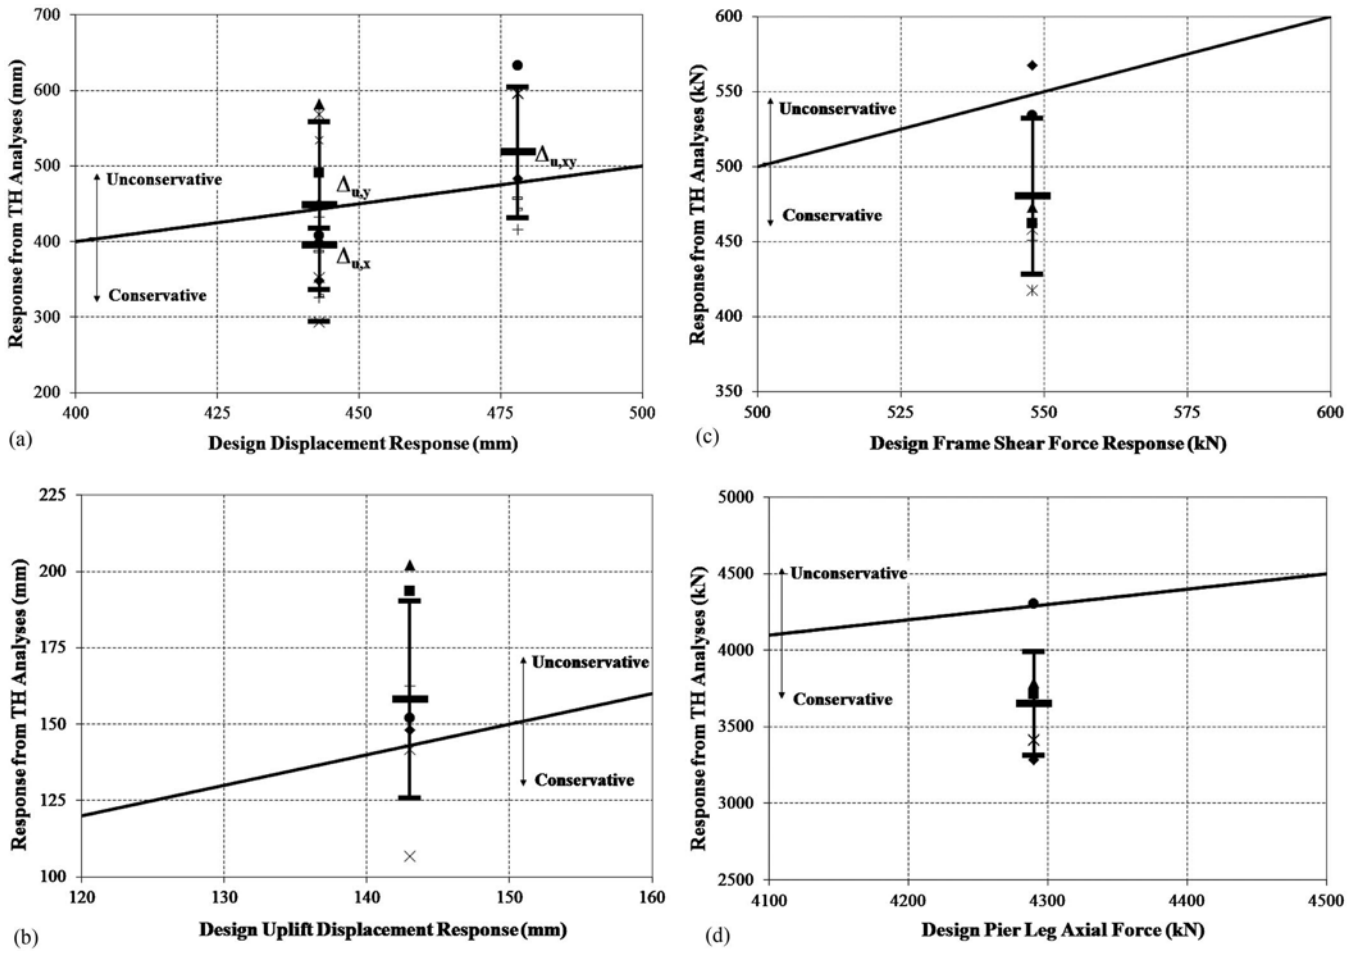 Response from TH Analyses (mm)
700
600
500
400
300
200
Unconservative
Conservative
Δu,y
Δu,x
Δu,xy
400
425
450
475
500
Design Displacement Response (mm)
(a)
Response from TH Analyses (kN)
600
550
500
450
400
350
Unconservative
Conservative
500
525
550
575
600
Design Frame Shear Force Response (kN)
(c)
Response from TH Analyses (mm)
225
200
175
150
125
100
Unconservative
Conservative
120
130
140
150
160
Design Uplift Displacement Response (mm)
(b)
Response from TH Analyses (kN)
5000
4500
4000
3500
3000
2500
Unconservative
Conservative
4100
4200
4300
4400
4500
Design Pier Leg Axial Force (kN)
(d)